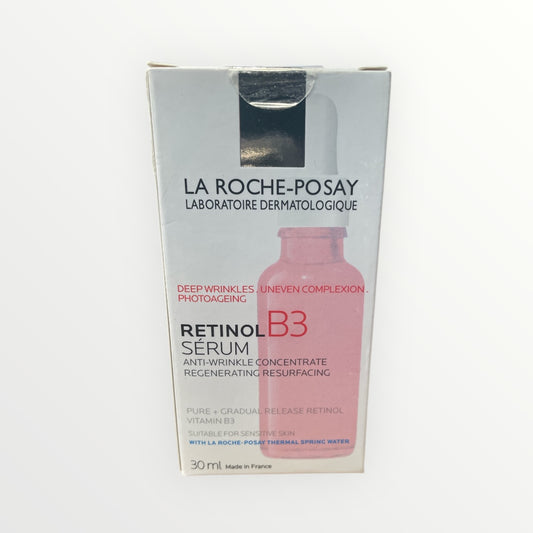 LA ROCHE-POSAY
LABORATOIRE DERMATOLOGIQUE
DEEP WRINKLES . UNEVEN COMPLEXION .
PHOTOAGEING
RETINOL B3
SÉRUM
ANTI-WRINKLE CONCENTRATE
REGENERATING RESURFACING
PURE + GRADUAL RELEASE RETINOL
VITAMIN B3
SUITABLE FOR SENSITIVE SKIN
WITH LA ROCHE-POSAY THERMAL SPRING WATER
30 ml Made in France